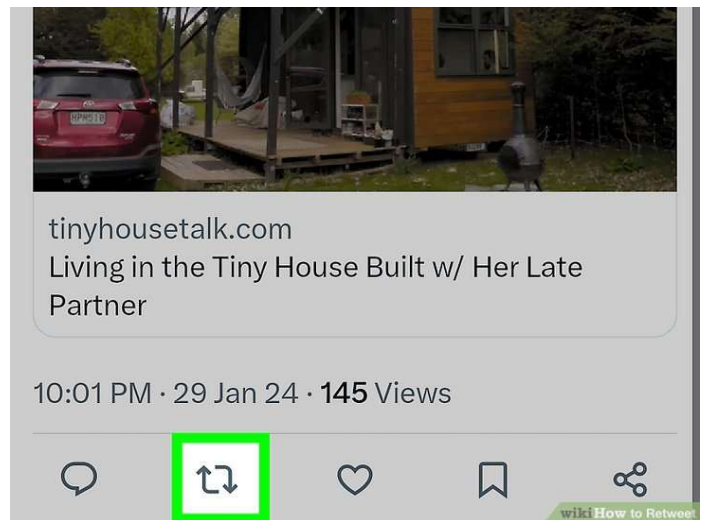 HPM510
tinyhousetalk.com
Living in the Tiny House Built w/ Her Late
Partner
10:01 PM · 29 Jan 24 · 145 Views
wikiHow to Retweet